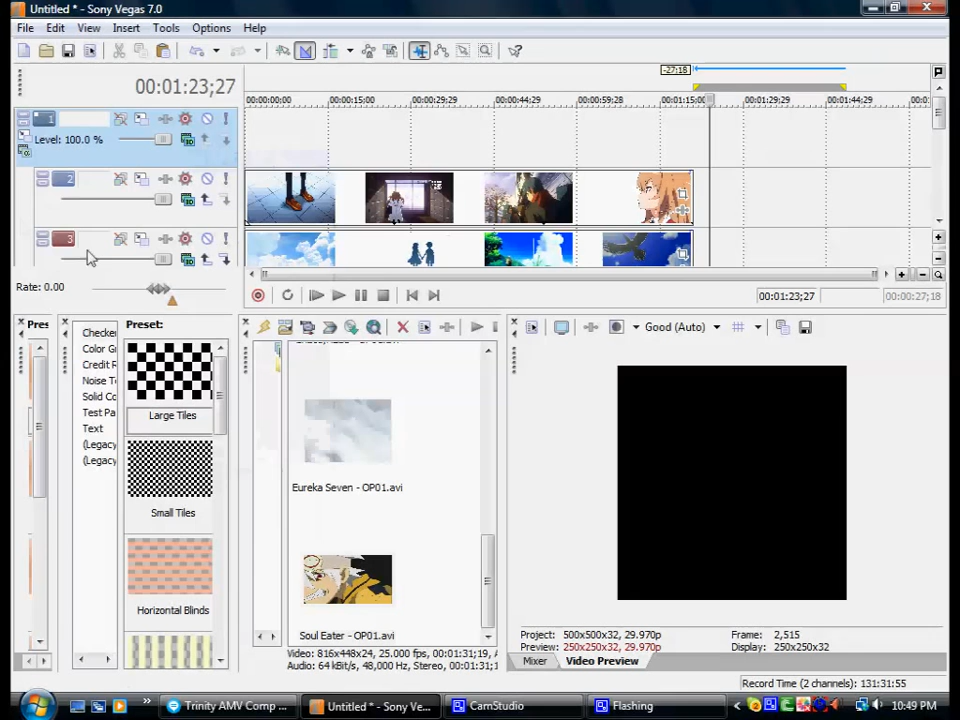 Untitled * - Sony Vegas 7.0
File Edit View Insert Tools Options Help
00:01:23;27
-27;18
00:00:00;00 00:00:15;00 00:00:29;29 00:00:44;29 00:00:59;28 00:01:15;00 00:01:29;29 00:01:44;29 00:0
1
Level: 100.0 %
2
3
Rate: 0.00
00:01:23;27 00:00:27;18
Pres
Preset:
Checker
Color Gr
Credit R
Noise T
Solid Co
Test Pa
Text
(Legacy
(Legacy
Large Tiles
Small Tiles
Horizontal Blinds
Eureka Seven - OP01.avi
Soul Eater - OP01.avi
Video: 816x448x24, 25.000 fps, 00:01:31;19,
Audio: 64 kBit/s, 48,000 Hz, Stereo, 00:01:31;1
Good (Auto)
Project: 500x500x32, 29.970p
Preview: 250x250x32, 29.970p
Frame: 2,515
Display: 250x250x32
Mixer Video Preview
Record Time (2 channels): 131:31:55
Trinity AMV Comp ... Untitled * - Sony Ve... CamStudio Flashing
10:49 PM